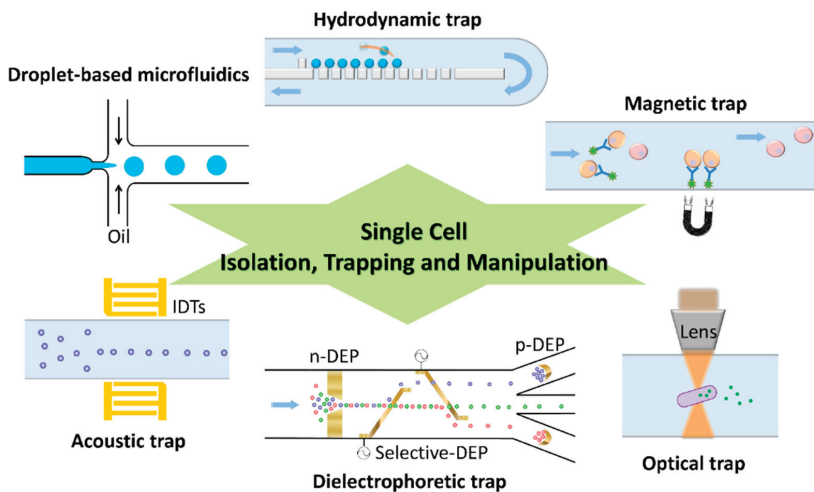 Hydrodynamic trap
Droplet-based microfluidics
Magnetic trap
Oil
Single Cell
Isolation, Trapping and Manipulation
IDTs
Acoustic trap
n-DEP
p-DEP
Selective-DEP
Dielectrophoretic trap
Lens
Optical trap